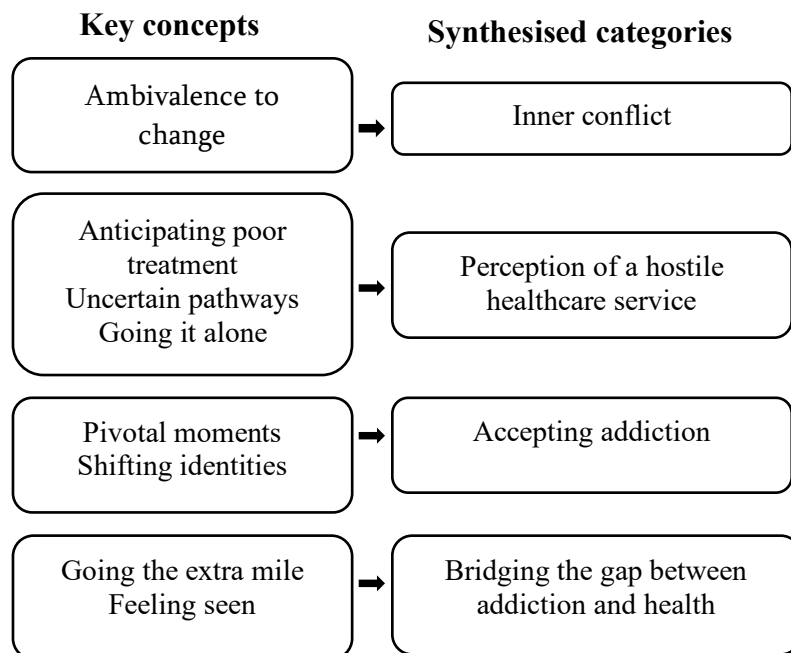 Key concepts
Synthesised categories
Ambivalence to
change
Inner conflict
Anticipating poor
treatment
Uncertain pathways
Going it alone
Perception of a hostile
healthcare service
Pivotal moments
Shifting identities
Accepting addiction
Going the extra mile
Feeling seen
Bridging the gap between
addiction and health